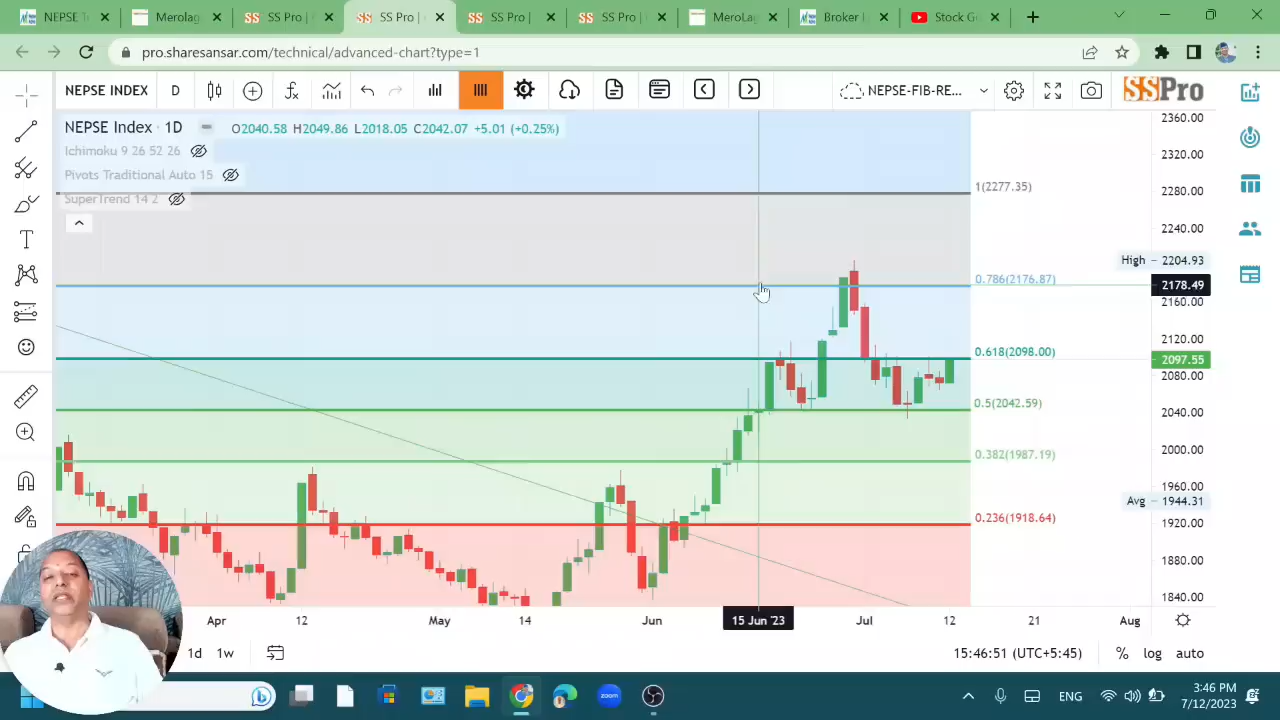 SS Pro |
Merolag
SS Pro |
SS Pro |
SS Pro |
SS Pro |
MeroLag
Broker I
Stock G
pro.sharesansar.com/technical/advanced-chart?type=1
NEPSE INDEX D NEPSE-FIB-RE... SSPro
NEPSE Index · 1D O2040.58 H2049.86 L2018.05 C2042.07 +5.01 (+0.25%)
Ichimoku 9 26 52 26
Pivots Traditional Auto 15
SuperTrend 14 2
1(2277.35)
0.786(2176.87)
0.618(2098.00)
0.5(2042.59)
0.382(1987.19)
0.236(1918.64)
2360.00
2320.00
2280.00
2240.00
High 2204.93
2178.49
2160.00
2120.00
2097.55
2080.00
2040.00
2000.00
1960.00
Avg 1944.31
1920.00
1880.00
1840.00
Apr 12 May 14 Jun 15 Jun '23 Jul 12 21 Aug
1d 1w 15:46:51 (UTC+5:45) % log auto
zoom ENG 3:46 PM
7/12/2023